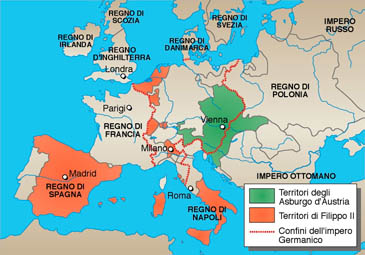 REGNO DI
SCOZIA
REGNO DI
SVEZIA
IMPERO
RUSSO
REGNO DI
IRLANDA
REGNO
D'INGHILTERRA
REGNO DI
DANIMARCA
Londra
REGNO DI
POLONIA
Parigi
Vienna
REGNO DI
FRANCIA
Milano
IMPERO OTTOMANO
Madrid
REGNO DI
SPAGNA
Roma
REGNO DI
NAPOLI
Territori degli
Asburgo d'Austria
Territori di Filippo II
Confini dell'impero
Germanico